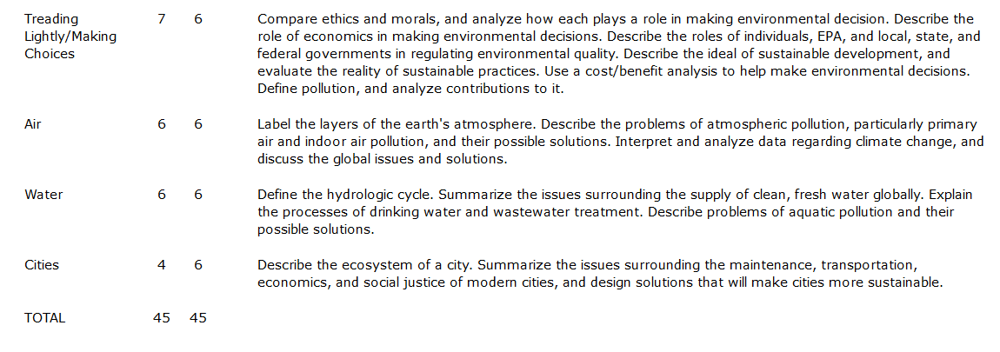 Treading 7 6 Compare ethics and morals, and analyze how each plays a role in making environmental decision. Describe the
Lightly/Making role of economics in making environmental decisions. Describe the roles of individuals, EPA, and local, state, and
Choices federal governments in regulating environmental quality. Describe the ideal of sustainable development, and
evaluate the reality of sustainable practices. Use a cost/benefit analysis to help make environmental decisions.
Define pollution, and analyze contributions to it.
Air 6 6 Label the layers of the earth's atmosphere. Describe the problems of atmospheric pollution, particularly primary
air and indoor air pollution, and their possible solutions. Interpret and analyze data regarding climate change, and
discuss the global issues and solutions.
Water 6 6 Define the hydrologic cycle. Summarize the issues surrounding the supply of clean, fresh water globally. Explain
the processes of drinking water and wastewater treatment. Describe problems of aquatic pollution and their
possible solutions.
Cities 4 6 Describe the ecosystem of a city. Summarize the issues surrounding the maintenance, transportation,
economics, and social justice of modern cities, and design solutions that will make cities more sustainable.
TOTAL 45 45